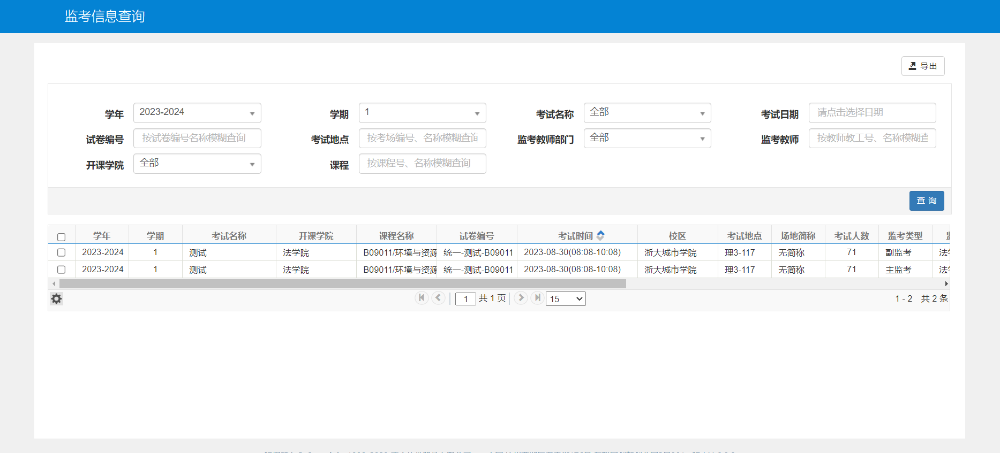 监考信息查询
导出
学年 2023-2024 学期 1 考试名称 全部 考试日期 请点击选择日期
试卷编号 按试卷编号名称模糊查询 考试地点 按考场编号、名称模糊查询 监考教师部门 全部 监考教师 按教师教工号、名称模糊查
开课学院 全部 课程 按课程号、名称模糊查询
查 询
学年 学期 考试名称 开课学院 课程名称 试卷编号 考试时间 校区 考试地点 场地简称 考试人数 监考类型
2023-2024 1 测试 法学院 B09011/环境与资源 统一-测试-B09011 2023-08-30(08:08-10:08) 浙大城市学院 理3-117 无简称 71 副监考 法
2023-2024 1 测试 法学院 B09011/环境与资源 统一-测试-B09011 2023-08-30(08:08-10:08) 浙大城市学院 理3-117 无简称 71 主监考 法
1 共 1 页 15 1 - 2 共 2 条